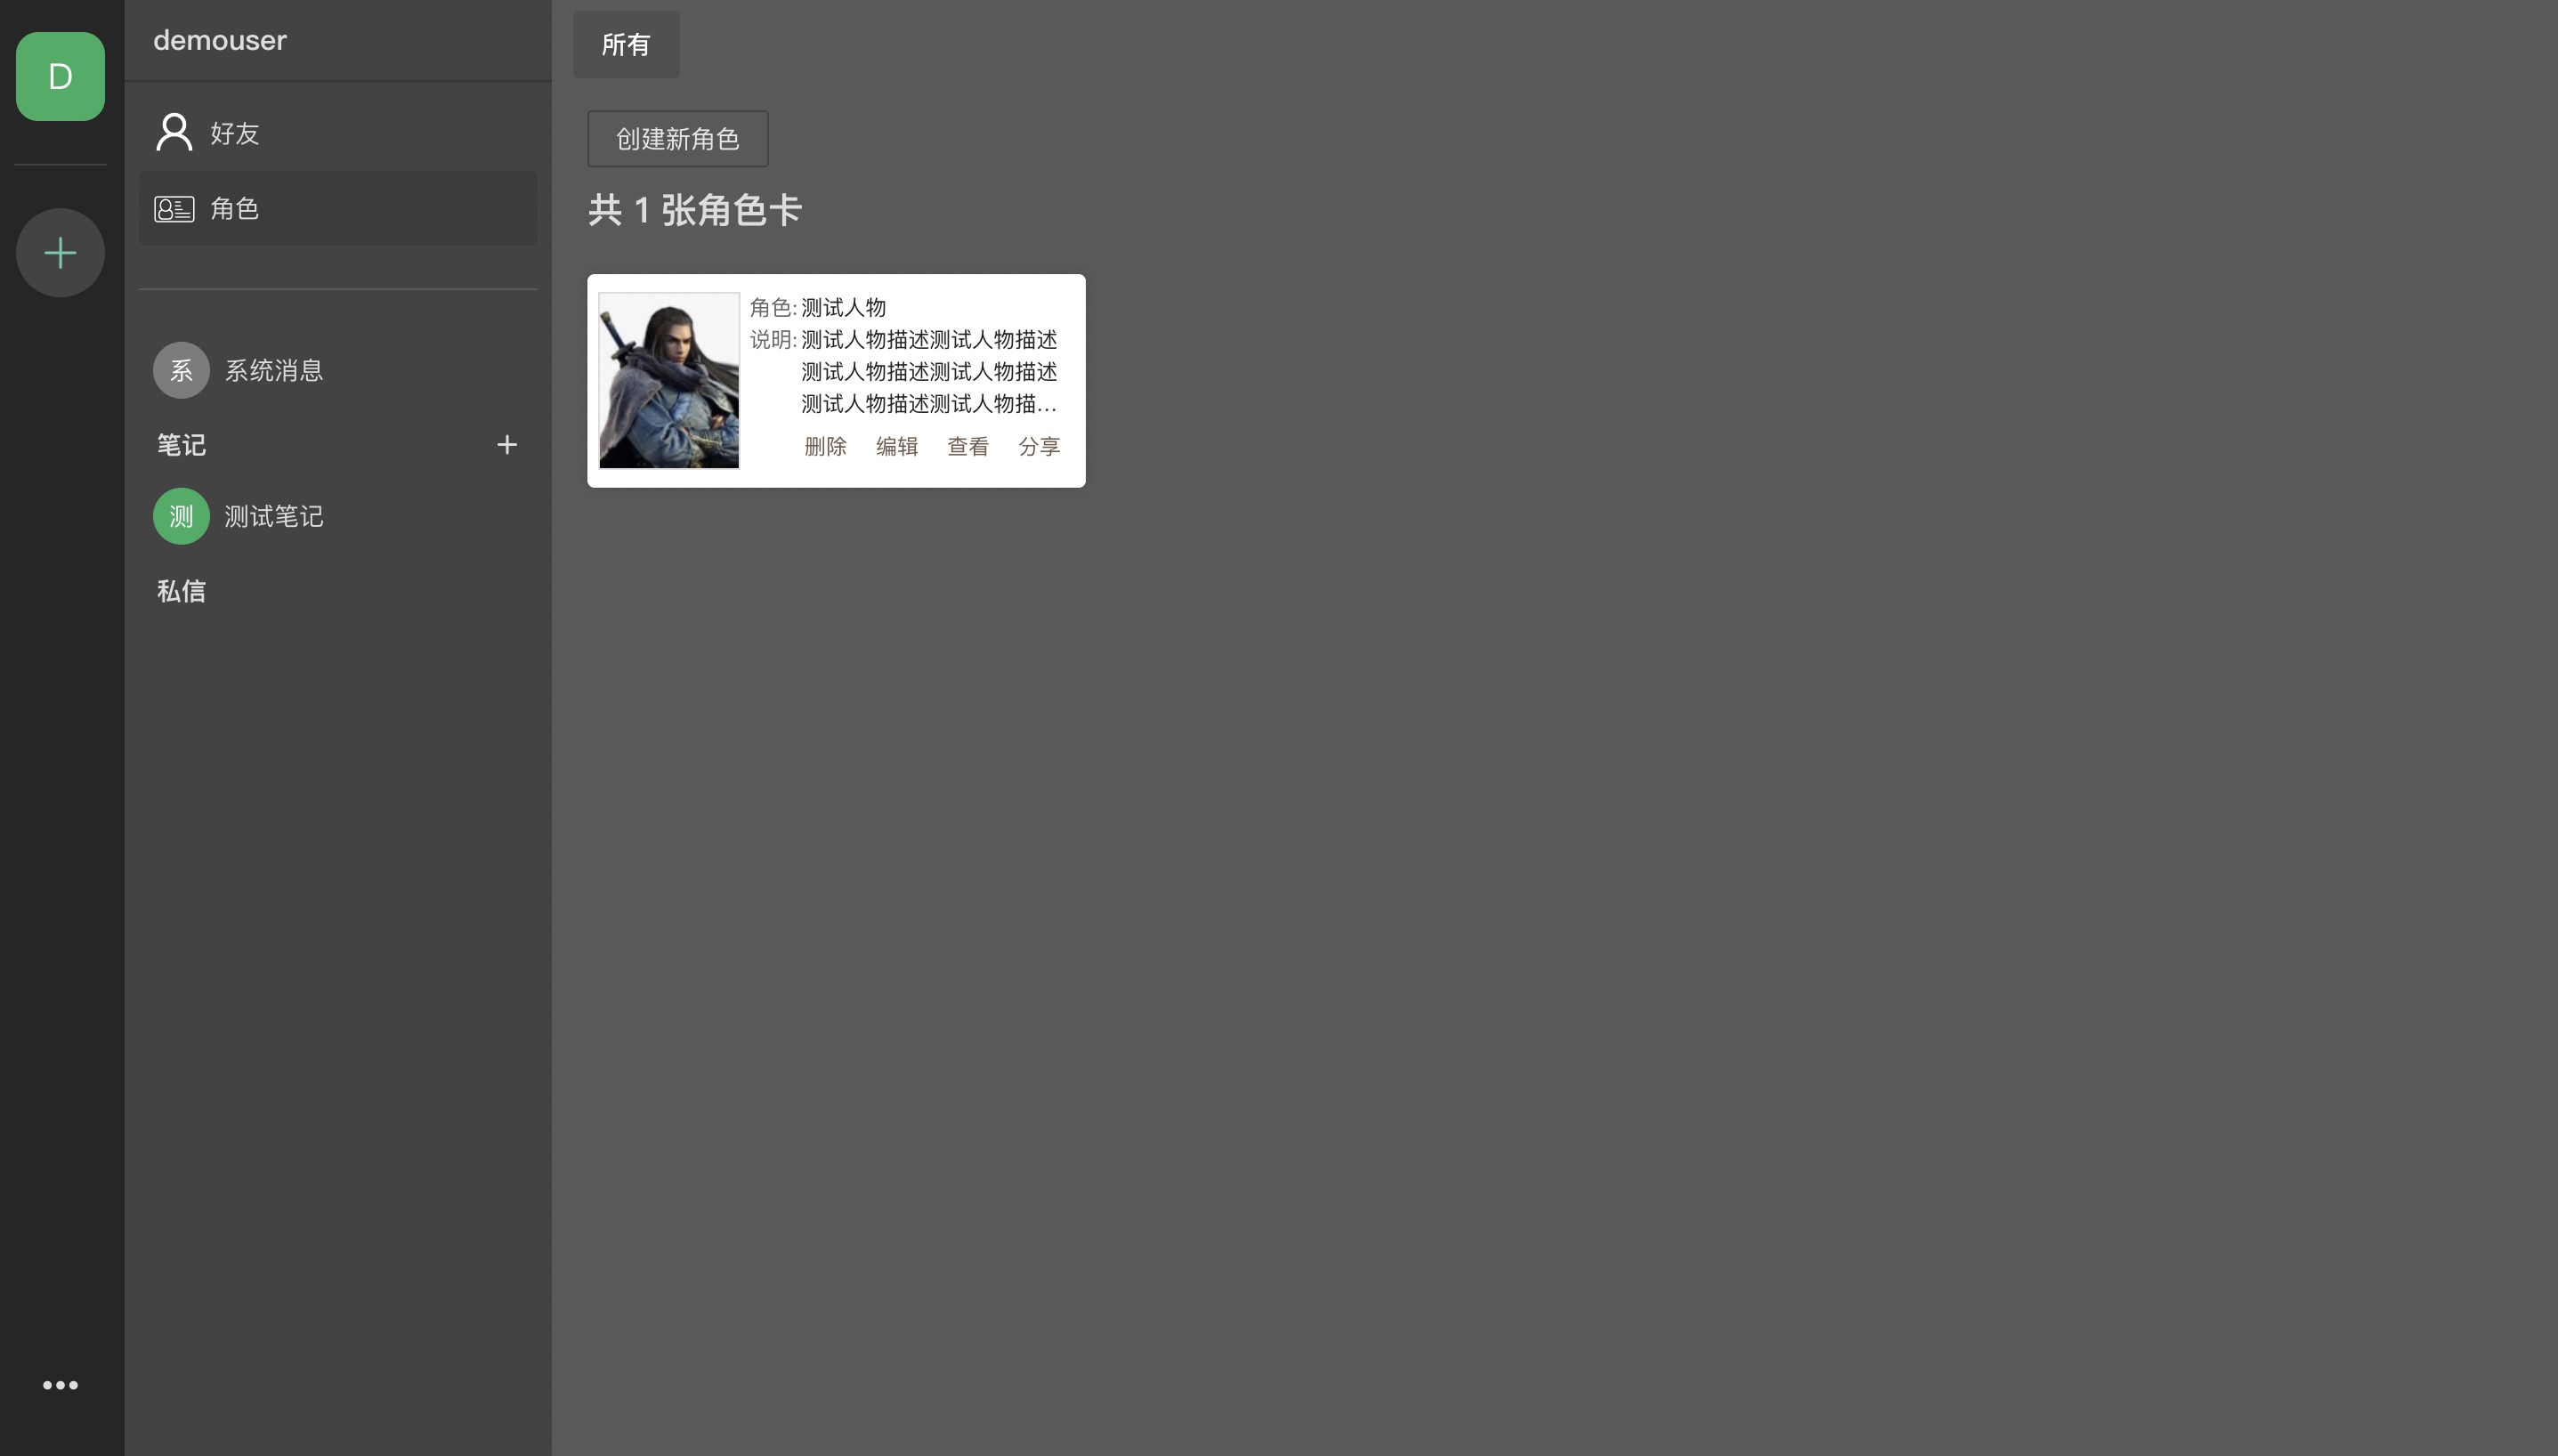 D
demouser
好友
角色
系 系统消息
笔记
测 测试笔记
私信
所有
创建新角色
共 1 张角色卡
角色: 测试人物
说明: 测试人物描述测试人物描述
测试人物描述测试人物描述
测试人物描述测试人物描...
删除 编辑 查看 分享